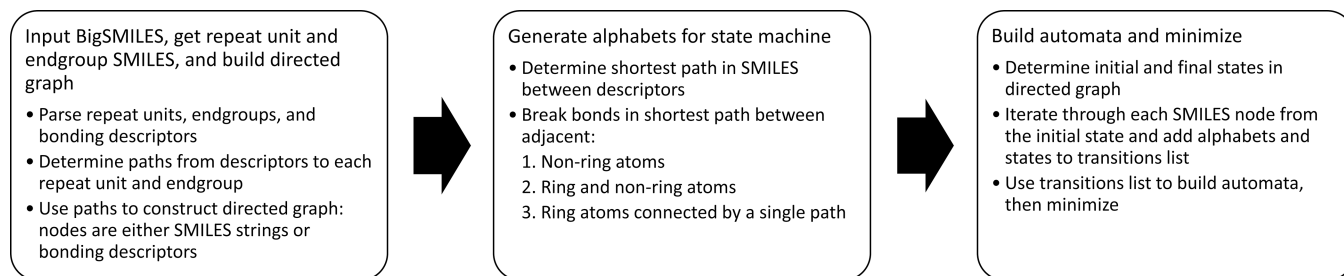 Input BigSMILES, get repeat unit and
endgroup SMILES, and build directed
graph
• Parse repeat units, endgroups, and
bonding descriptors
• Determine paths from descriptors to each
repeat unit and endgroup
• Use paths to construct directed graph:
nodes are either SMILES strings or
bonding descriptors
Generate alphabets for state machine
• Determine shortest path in SMILES
between descriptors
• Break bonds in shortest path between
adjacent:
1. Non-ring atoms
2. Ring and non-ring atoms
3. Ring atoms connected by a single path
Build automata and minimize
• Determine initial and final states in
directed graph
• Iterate through each SMILES node from
the initial state and add alphabets and
states to transitions list
• Use transitions list to build automata,
then minimize